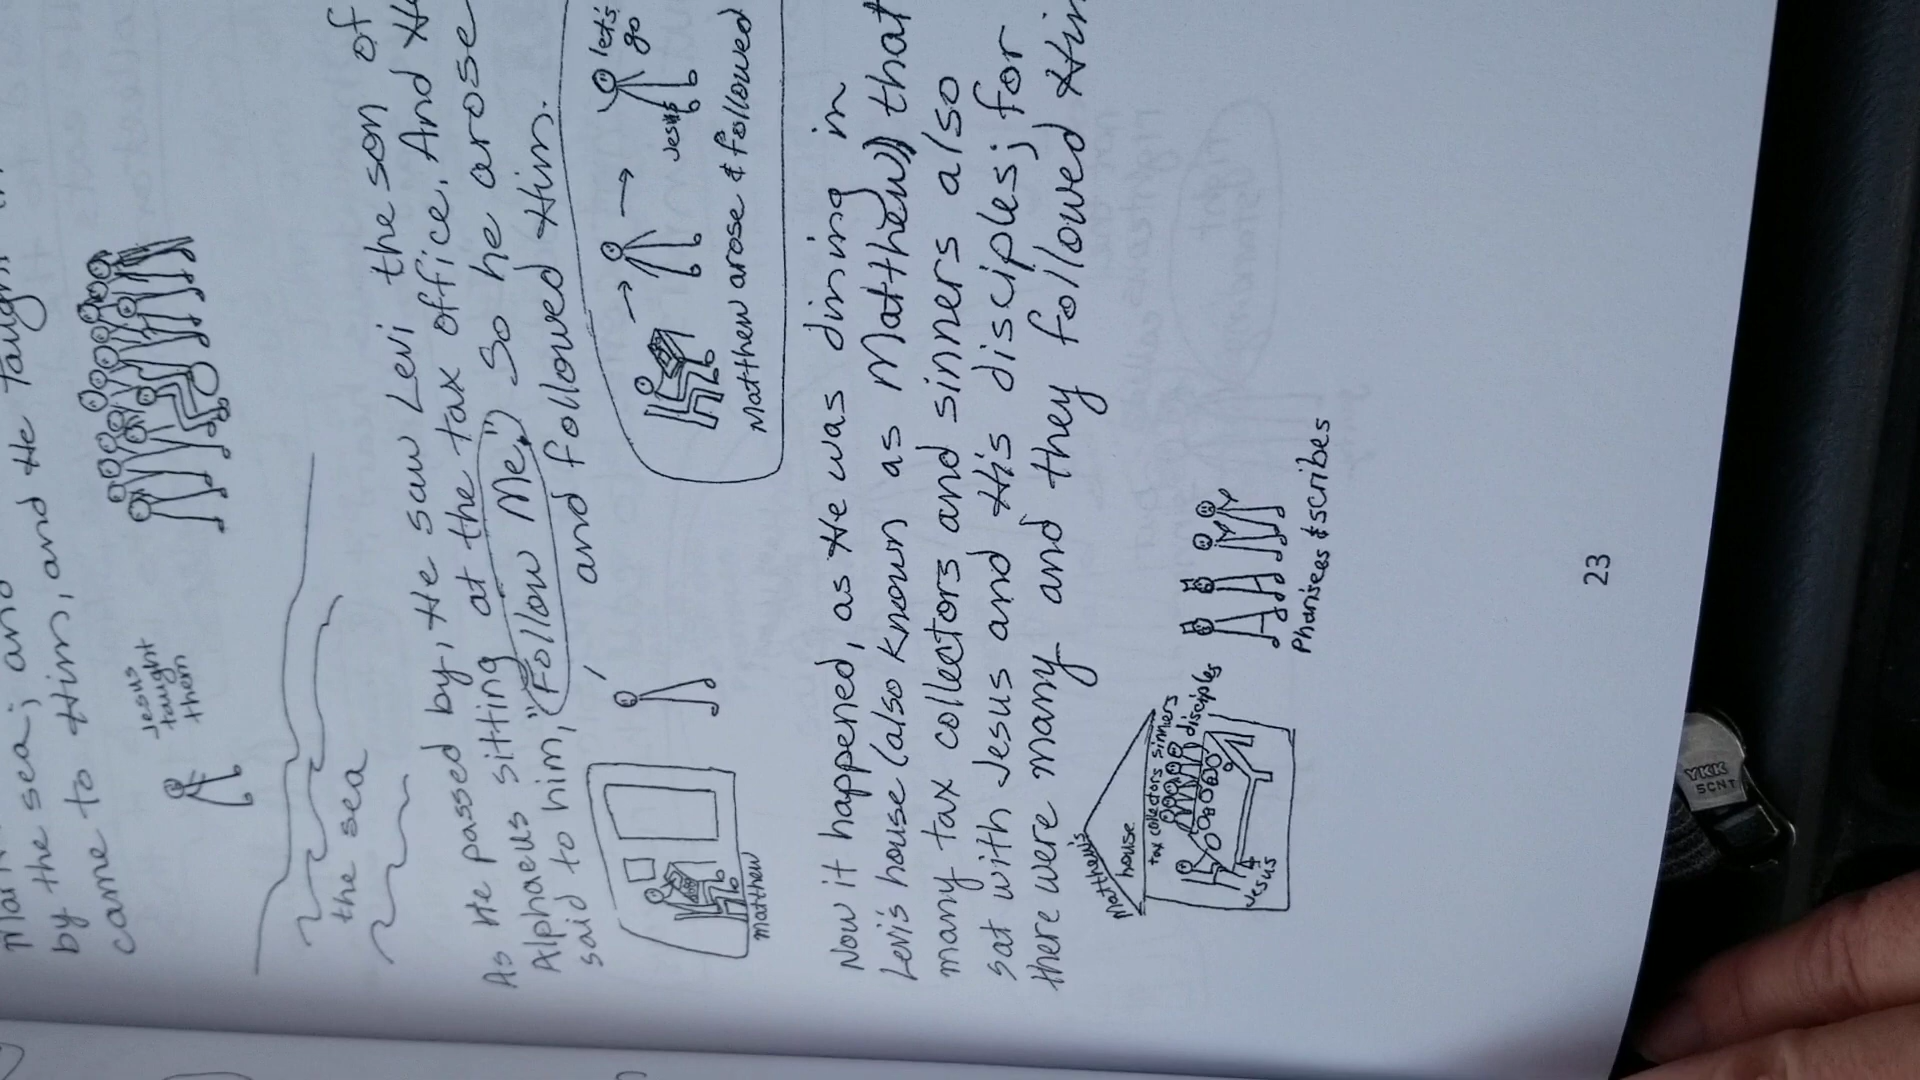 by the sea; and
came to Him, and He taught
Jesus
taught
them
the sea
As He passed by, He saw Levi the son of
Alphaeus sitting at the tax office. And He
said to him, "Follow Me." So he arose
and followed Him.
Matthew
let's
go
Jesus
Matthew arose & followed
Now it happened, as He was dining in
Levi's house (also known as Matthew) that
many tax collectors and sinners also
sat with Jesus and His disciples; for
there were many and they followed Him
Matthew's
house
tax collectors sinners
disciples
Jesus
Phariseas & scribes
23
YKK
5CNT